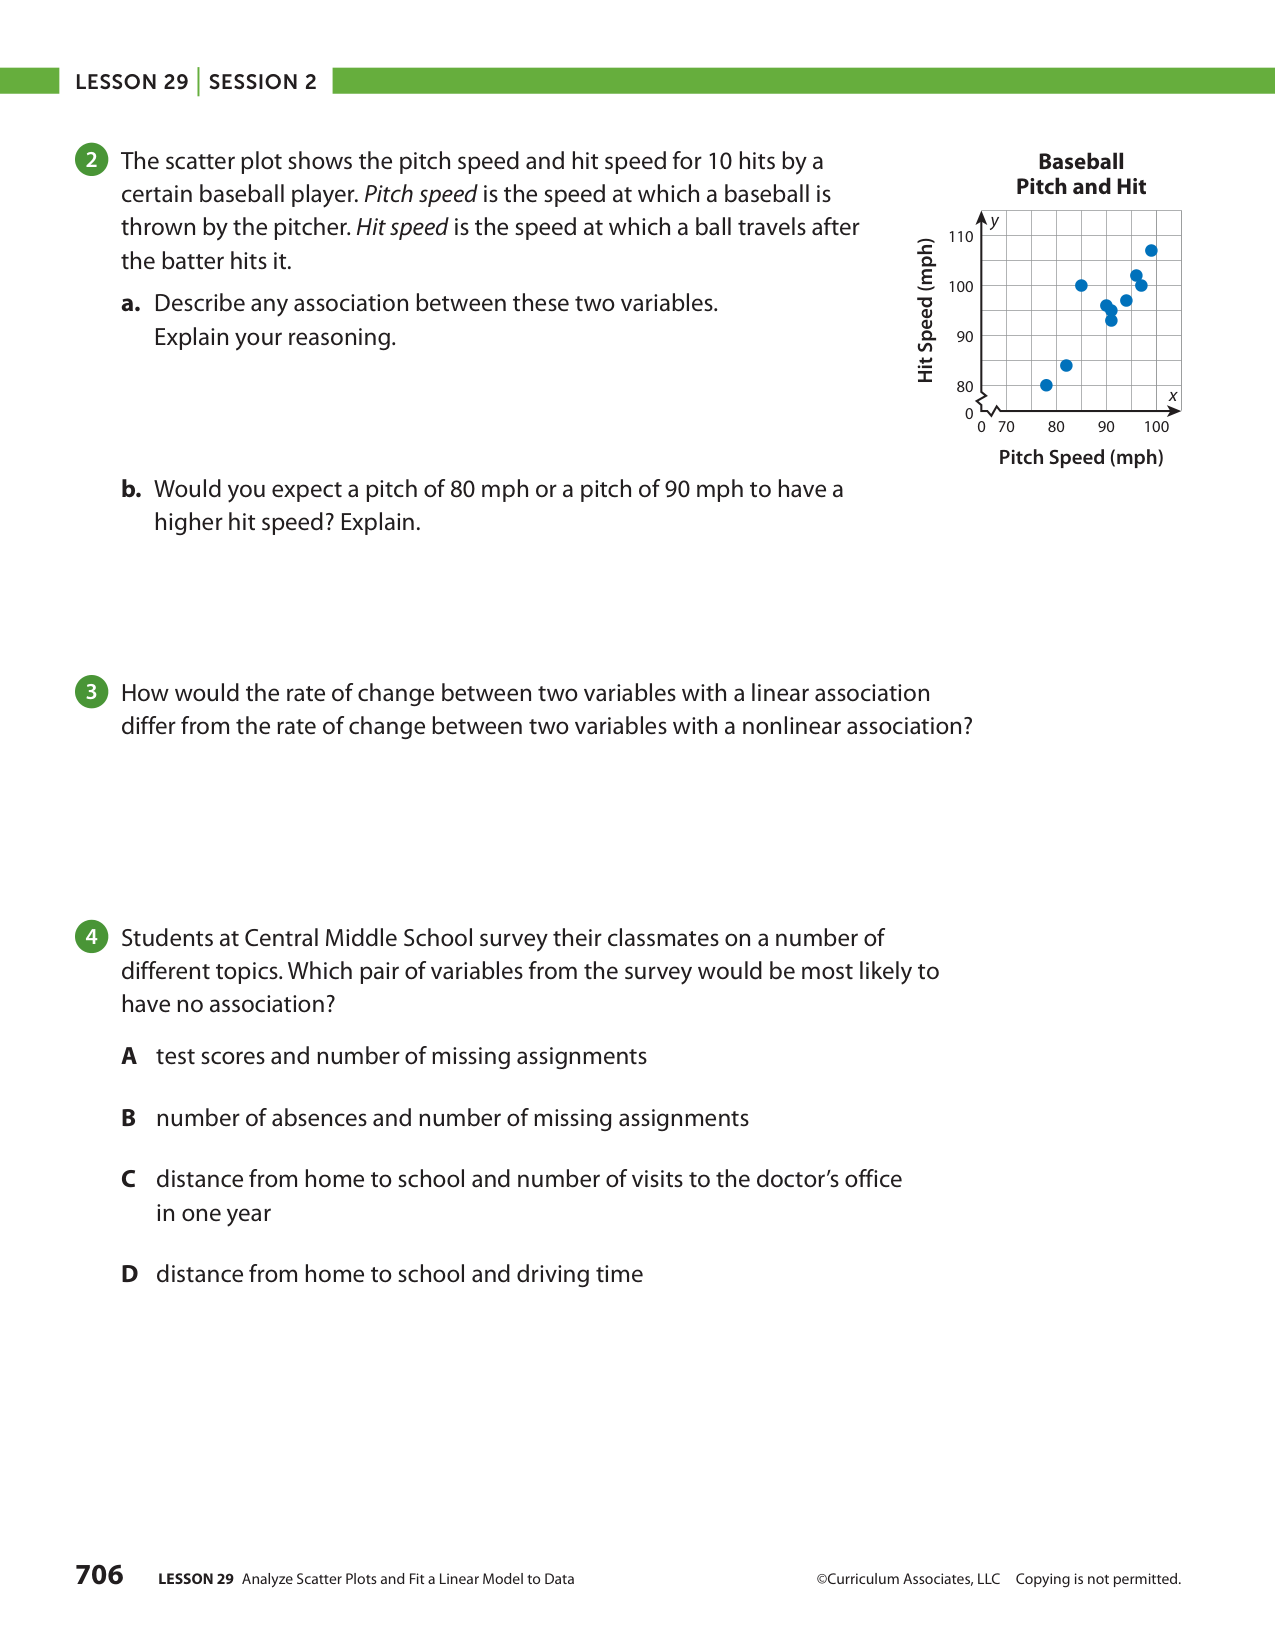 LESSON 29 | SESSION 2
2 The scatter plot shows the pitch speed and hit speed for 10 hits by a
certain baseball player. Pitch speed is the speed at which a baseball is
thrown by the pitcher. Hit speed is the speed at which a ball travels after
the batter hits it.
a. Describe any association between these two variables.
Explain your reasoning.
Baseball
Pitch and Hit
y
110
100
90
80
0
Hit Speed (mph)
x
0 70 80 90 100
Pitch Speed (mph)
b. Would you expect a pitch of 80 mph or a pitch of 90 mph to have a
higher hit speed? Explain.
3 How would the rate of change between two variables with a linear association
differ from the rate of change between two variables with a nonlinear association?
4 Students at Central Middle School survey their classmates on a number of
different topics. Which pair of variables from the survey would be most likely to
have no association?
A test scores and number of missing assignments
B number of absences and number of missing assignments
C distance from home to school and number of visits to the doctor’s office
in one year
D distance from home to school and driving time
706 LESSON 29 Analyze Scatter Plots and Fit a Linear Model to Data ©Curriculum Associates, LLC Copying is not permitted.